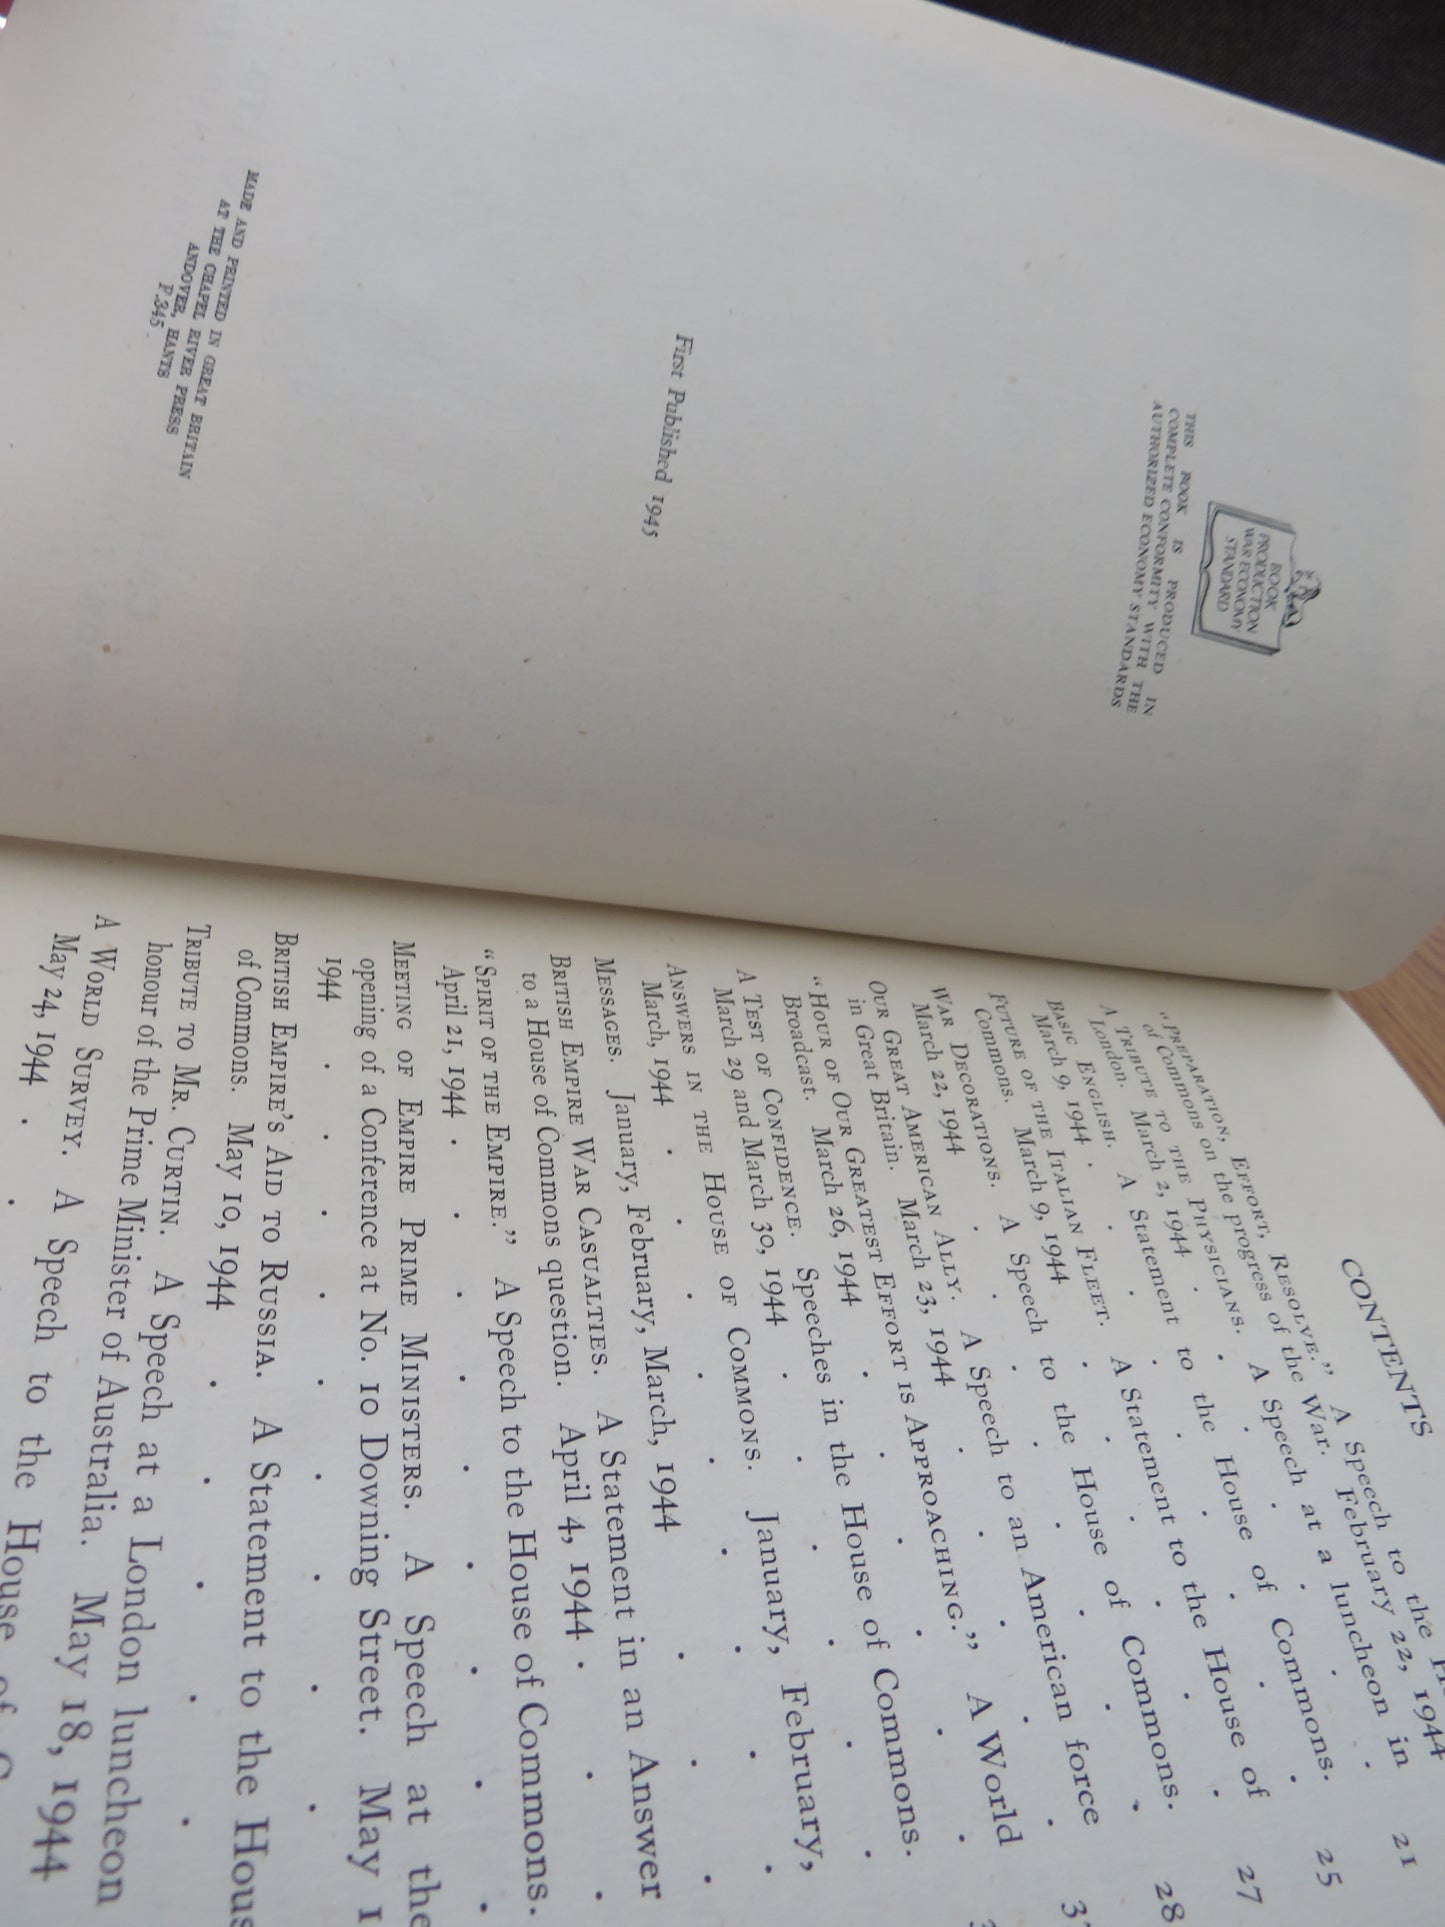 BOOK
PRODUCTION
WAR ECONOMY
STANDARD
THIS BOOK IS PRODUCED IN
COMPLETE CONFORMITY WITH THE
AUTHORIZED ECONOMY STANDARDS
First Published 1945
MADE AND PRINTED IN GREAT BRITAIN
AT THE CHAPEL RIVER PRESS
ANDOVER, HANTS
P.345.
CONTENTS
"PREPARATION, EFFORT, RESOLVE." A Speech to the
of Commons on the progress of the War. February 22, 1944
A TRIBUTE TO THE PHYSICIANS. A Speech at a luncheon in
London. March 2, 1944 . . . . . . 21
BASIC ENGLISH. A Statement to the House of Commons.
March 9, 1944 . . . . . . . 25
FUTURE OF THE ITALIAN FLEET. A Statement to the House of
Commons. March 9, 1944 . . . . . . 27
WAR DECORATIONS. A Speech to the House of Commons.
March 22, 1944 . . . . . . . 28
OUR GREAT AMERICAN ALLY. A Speech to an American force
in Great Britain. March 23, 1944 . . . . .
"HOUR OF OUR GREATEST EFFORT IS APPROACHING." A World
Broadcast. March 26, 1944 . . . . . .
A TEST OF CONFIDENCE. Speeches in the House of Commons.
March 29 and March 30, 1944 . . . . . .
ANSWERS IN THE HOUSE OF COMMONS. January, February,
March, 1944 . . . . . . . . .
MESSAGES. January, February, March, 1944 . . .
BRITISH EMPIRE WAR CASUALTIES. A Statement in an Answer
to a House of Commons question. April 4, 1944 . . .
"SPIRIT OF THE EMPIRE." A Speech to the House of Commons.
April 21, 1944 . . . . . . . .
MEETING OF EMPIRE PRIME MINISTERS. A Speech at the
opening of a Conference at No. 10 Downing Street. May 1
1944 . . . . . . . . .
BRITISH EMPIRE'S AID TO RUSSIA. A Statement to the Hous
of Commons. May 10, 1944 . . . . . .
TRIBUTE TO MR. CURTIN. A Speech at a London luncheon
honour of the Prime Minister of Australia. May 18, 1944
A WORLD SURVEY. A Speech to the House of
May 24, 1944 . .